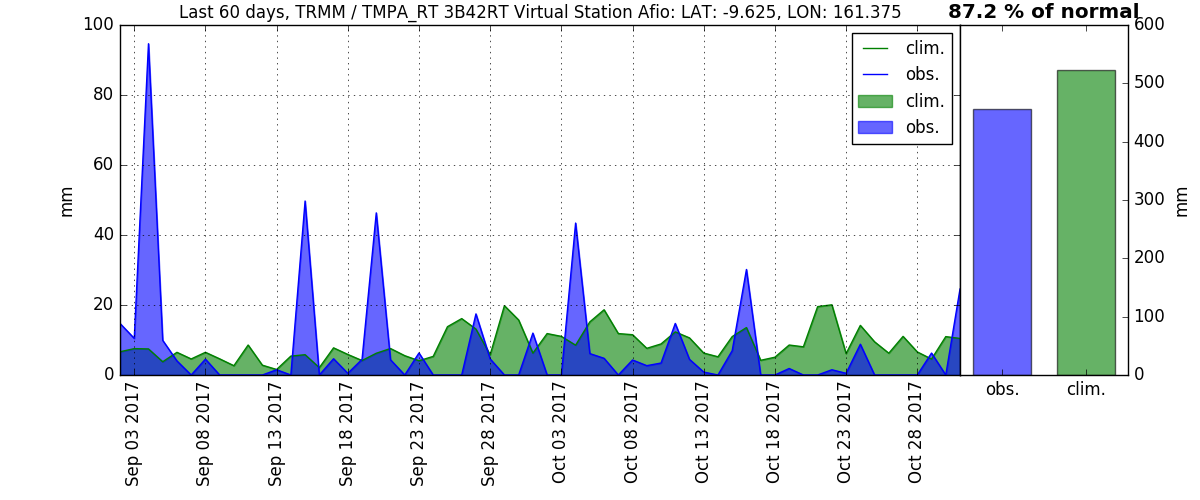 Last 60 days, TRMM / TMPA_RT 3B42RT Virtual Station Afio: LAT: -9.625, LON: 161.375
87.2 % of normal
100
80
60
40
20
0
mm
clim.
obs.
clim.
obs.
Sep 03 2017
Sep 08 2017
Sep 13 2017
Sep 18 2017
Sep 23 2017
Sep 28 2017
Oct 03 2017
Oct 08 2017
Oct 13 2017
Oct 18 2017
Oct 23 2017
Oct 28 2017
600
500
400
300
200
100
0
mm
obs.
clim.